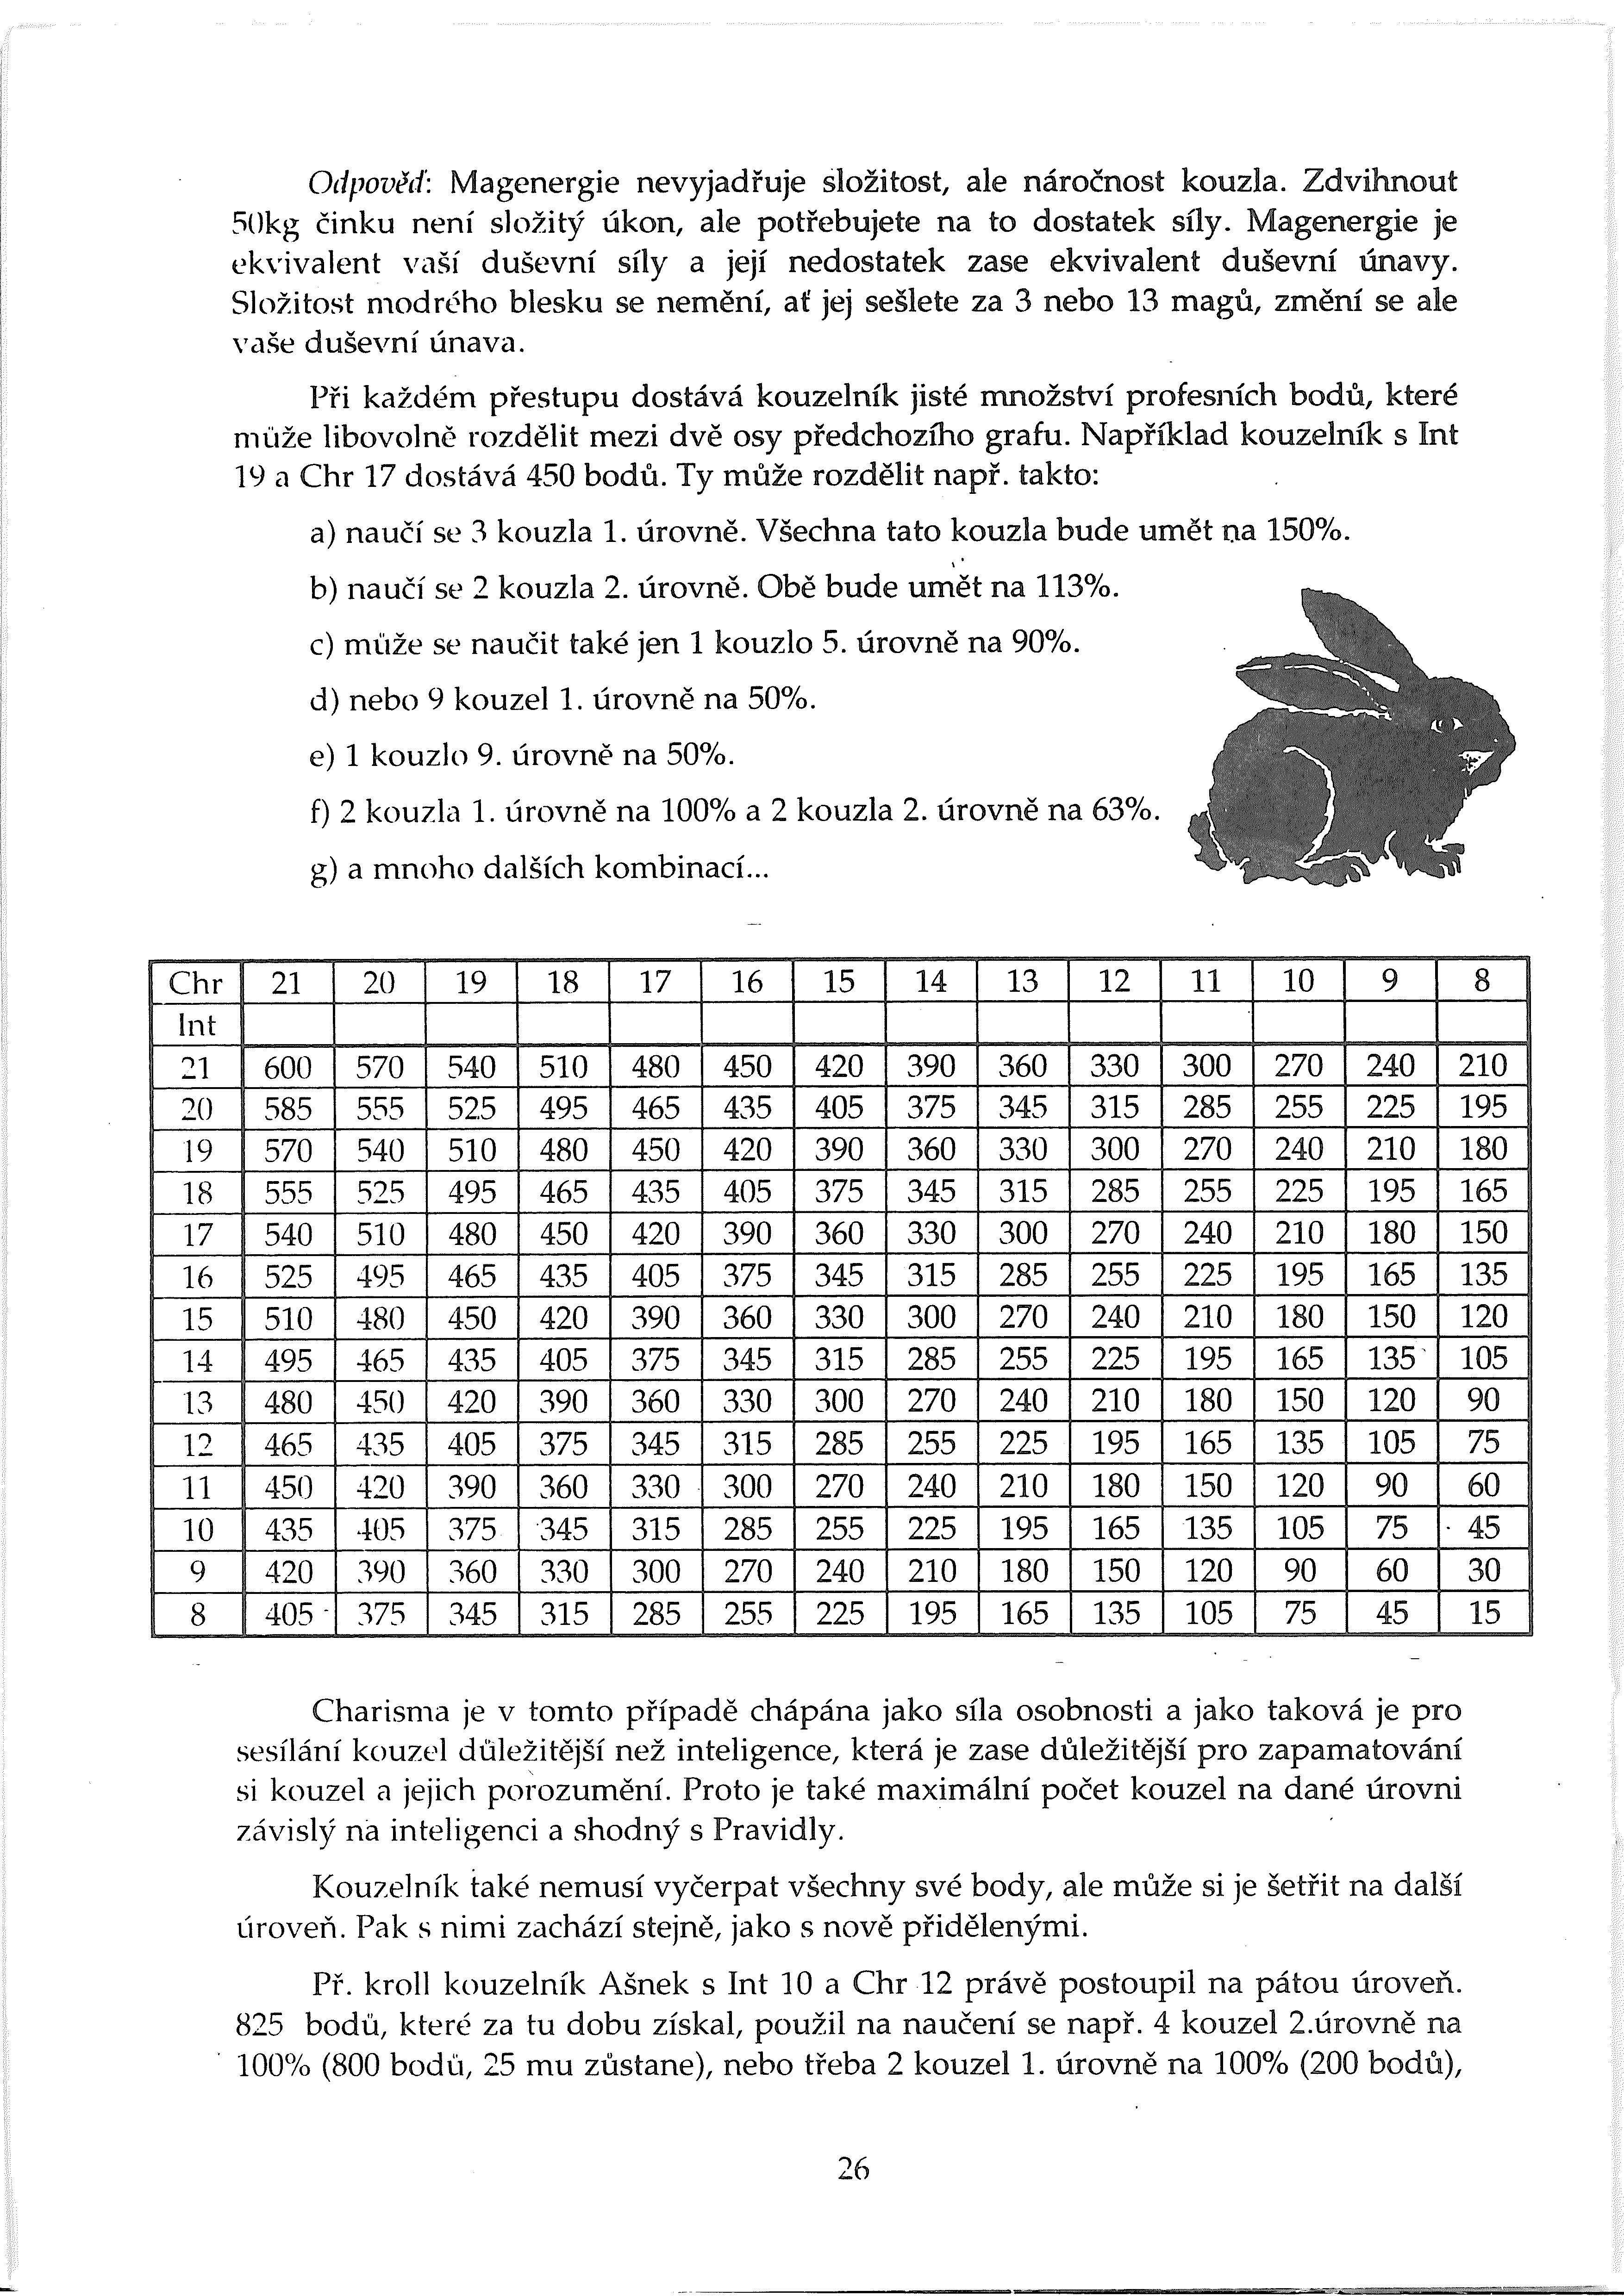 Odpověď: Magenergie nevyjadřuje složitost, ale náročnost kouzla. Zdvihnout
50kg činku není složitý úkon, ale potřebujete na to dostatek síly. Magenergie je
ekvivalent vaší duševní síly a její nedostatek zase ekvivalent duševní únavy.
Složitost modrého blesku se nemění, ať jej sešlete za 3 nebo 13 magů, změní se ale
vaše duševní únava.
Při každém přestupu dostává kouzelník jisté množství profesních bodů, které
může libovolně rozdělit mezi dvě osy předchozího grafu. Například kouzelník s Int
19 a Chr 17 dostává 450 bodů. Ty může rozdělit např. takto:
a) naučí se 3 kouzla 1. úrovně. Všechna tato kouzla bude umět na 150%.
b) naučí se 2 kouzla 2. úrovně. Obě bude umět na 113%.
c) může se naučit také jen 1 kouzlo 5. úrovně na 90%.
d) nebo 9 kouzel 1. úrovně na 50%.
e) 1 kouzlo 9. úrovně na 50%.
f) 2 kouzla 1. úrovně na 100% a 2 kouzla 2. úrovně na 63%.
g) a mnoho dalších kombinací...
Chr 21 20 19 18 17 16 15 14 13 12 11 10 9 8
Int
21 600 570 540 510 480 450 420 390 360 330 300 270 240 210
20 585 555 525 495 465 435 405 375 345 315 285 255 225 195
19 570 540 510 480 450 420 390 360 330 300 270 240 210 180
18 555 525 495 465 435 405 375 345 315 285 255 225 195 165
17 540 510 480 450 420 390 360 330 300 270 240 210 180 150
16 525 495 465 435 405 375 345 315 285 255 225 195 165 135
15 510 480 450 420 390 360 330 300 270 240 210 180 150 120
14 495 465 435 405 375 345 315 285 255 225 195 165 135 105
13 480 450 420 390 360 330 300 270 240 210 180 150 120 90
12 465 435 405 375 345 315 285 255 225 195 165 135 105 75
11 450 420 390 360 330 300 270 240 210 180 150 120 90 60
10 435 405 375 345 315 285 255 225 195 165 135 105 75 45
9 420 390 360 330 300 270 240 210 180 150 120 90 60 30
8 405 375 345 315 285 255 225 195 165 135 105 75 45 15
Charisma je v tomto případě chápána jako síla osobnosti a jako taková je pro
sesílání kouzel důležitější než inteligence, která je zase důležitější pro zapamatování
si kouzel a jejich porozumění. Proto je také maximální počet kouzel na dané úrovni
závislý na inteligenci a shodný s Pravidly.
Kouzelník také nemusí vyčerpat všechny své body, ale může si je šetřit na další
úroveň. Pak s nimi zachází stejně, jako s nově přidělenými.
Př. kroll kouzelník Ašnek s Int 10 a Chr 12 právě postoupil na pátou úroveň.
825 bodů, které za tu dobu získal, použil na naučení se např. 4 kouzel 2.úrovně na
100% (800 bodů, 25 mu zůstane), nebo třeba 2 kouzel 1. úrovně na 100% (200 bodů),
26